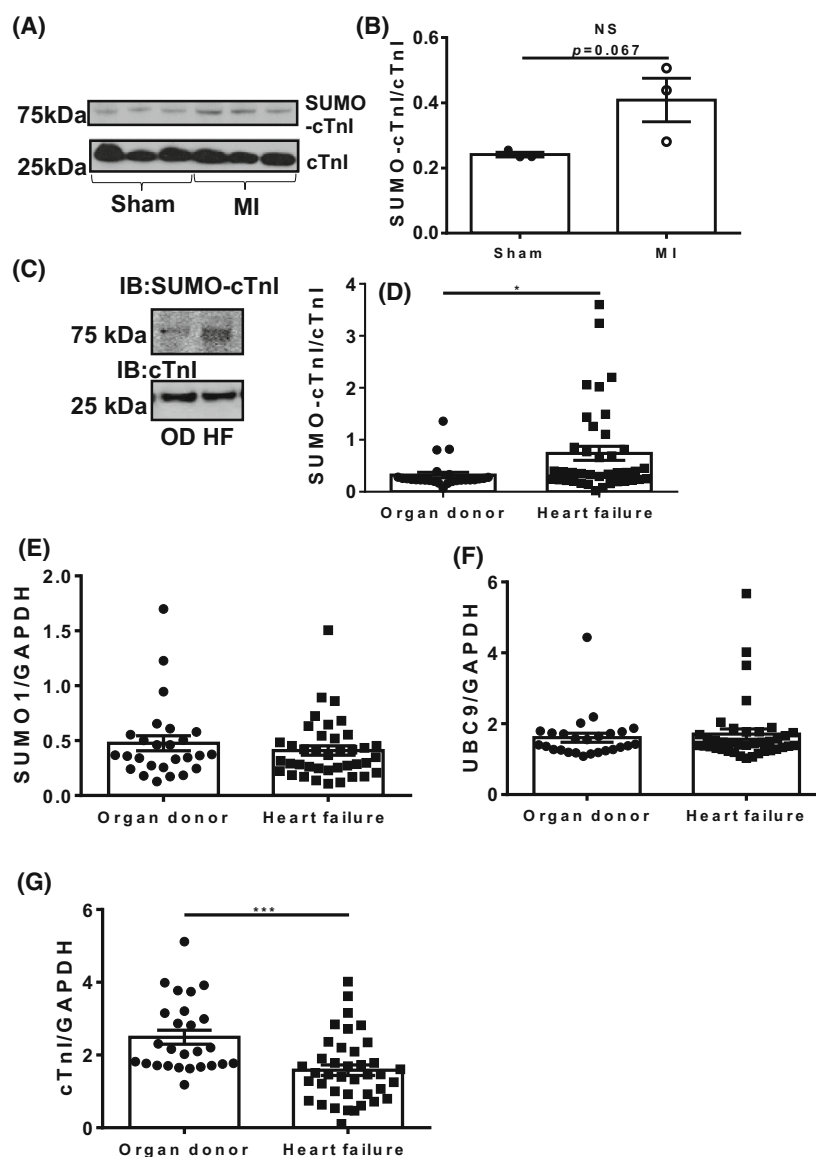 (A)
75kDa
SUMO
-cTnI
25kDa
cTnI
Sham
MI
(B)
NS
p=0.067
SUMO-cTnI/cTnI
0.6
0.4
0.2
0.0
Sham
MI
(C)
IB:SUMO-cTnI
75 kDa
IB:cTnI
25 kDa
OD HF
(D)
*
SUMO-cTnI/cTnI
4
3
2
1
0
Organ donor
Heart failure
(E)
SUMO1/GAPDH
2.0
1.5
1.0
0.5
0.0
Organ donor
Heart failure
(F)
UBC9/GAPDH
6
4
2
0
Organ donor
Heart failure
(G)
***
cTnI/GAPDH
6
4
2
0
Organ donor
Heart failure